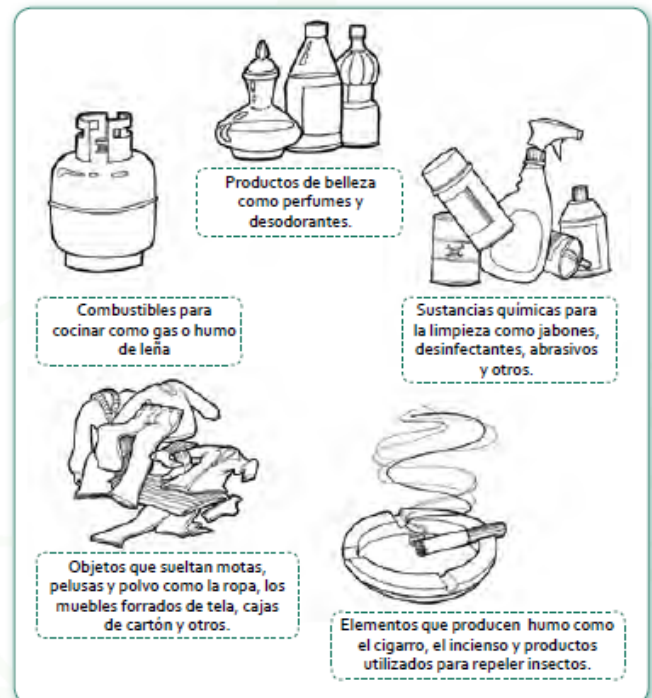 Productos de belleza
como perfumes y
desodorantes.
Combustibles para
cocinar como gas o humo
de leña
Sustancias químicas para
la limpieza como jabones,
desinfectantes, abrasivos
y otros.
Objetos que sueltan motas,
pelusas y polvo como la ropa, los
muebles forrados de tela, cajas
de cartón y otros.
Elementos que producen humo como
el cigarro, el incienso y productos
utilizados para repeler insectos.